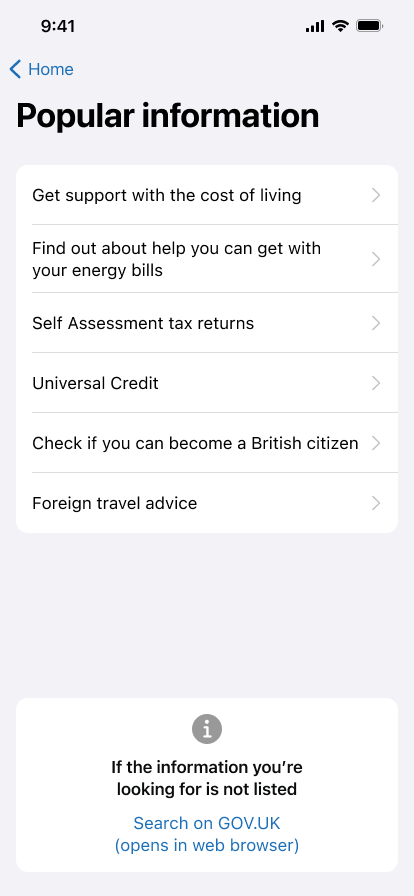 9:41
Home
Popular information
Get support with the cost of living
Find out about help you can get with
your energy bills
Self Assessment tax returns
Universal Credit
Check if you can become a British citizen
Foreign travel advice
If the information you’re
looking for is not listed
Search on GOV.UK
(opens in web browser)